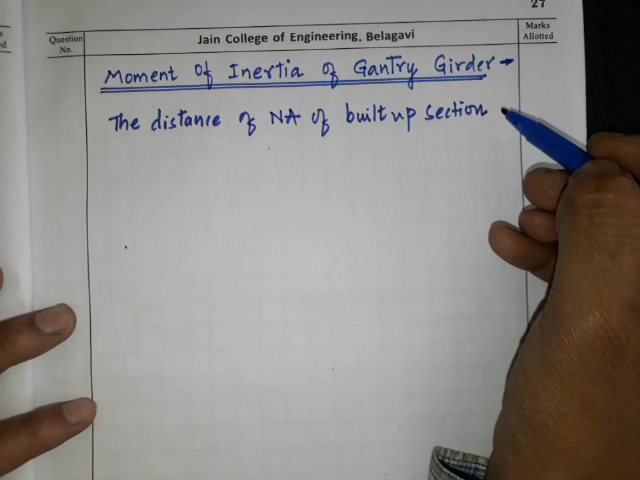 27
Question No.
Jain College of Engineering, Belagavi
Marks Allotted
Moment of Inertia of Gantry Girder →
The distance of NA of built up section